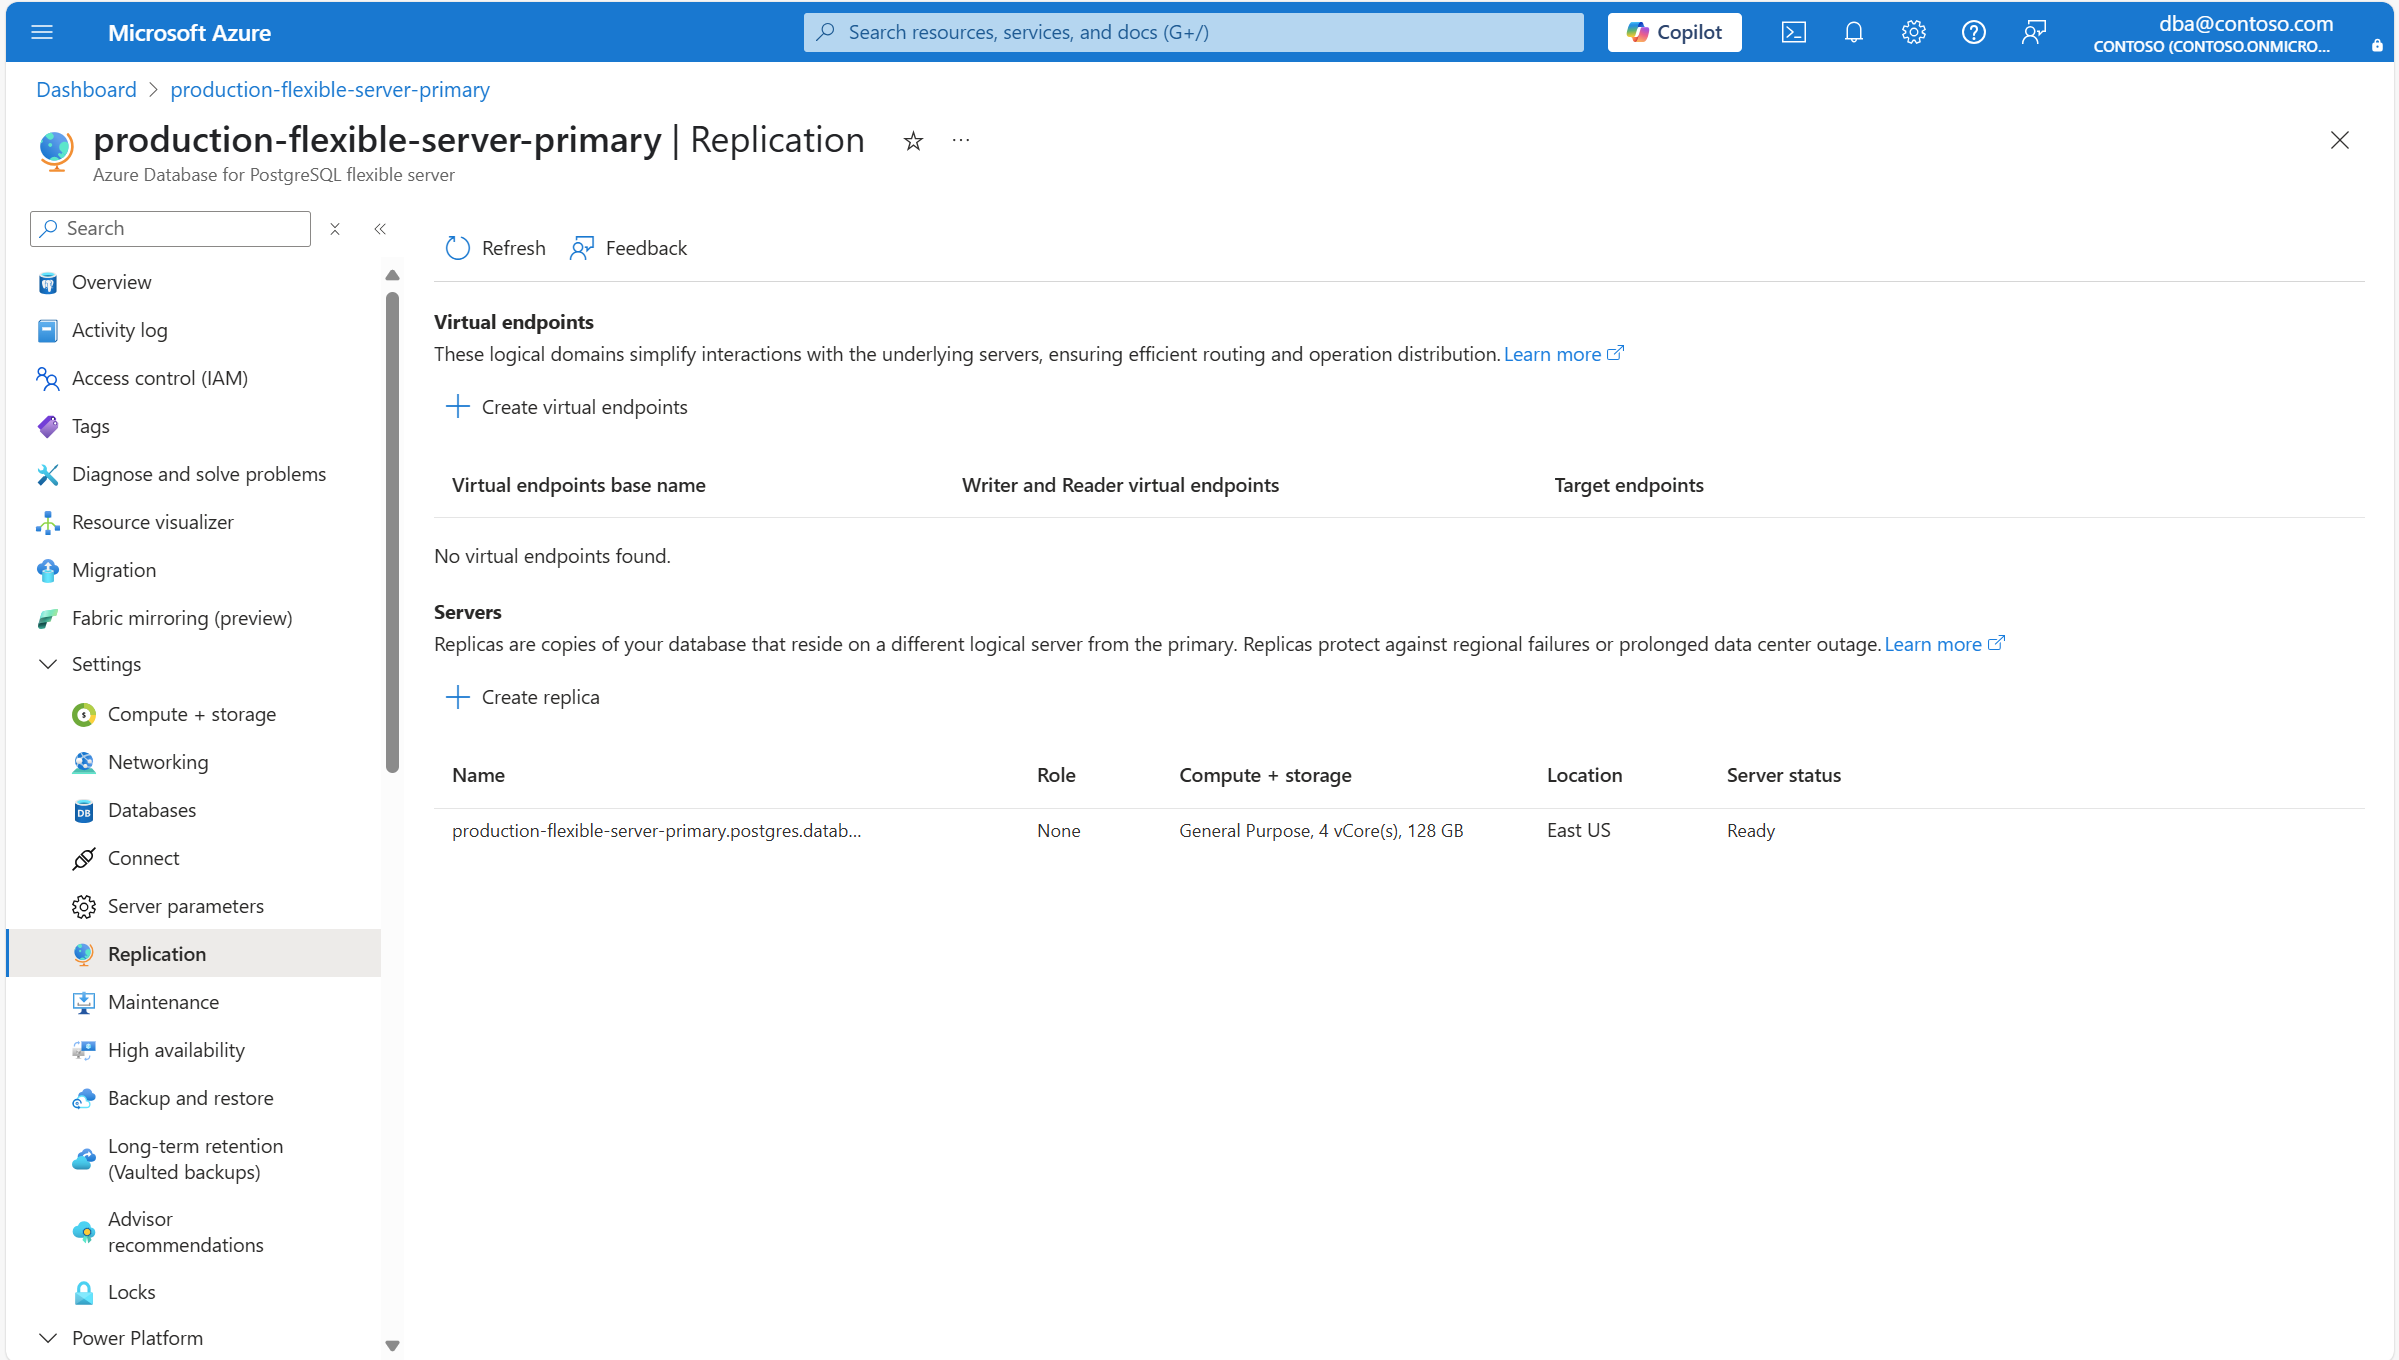 Microsoft Azure
Search resources, services, and docs (G+/)
Copilot
dba@contoso.com
CONTOSO (CONTOSO.ONMICRO...
Dashboard > production-flexible-server-primary
production-flexible-server-primary | Replication
Azure Database for PostgreSQL flexible server
Search
Overview
Activity log
Access control (IAM)
Tags
Diagnose and solve problems
Resource visualizer
Migration
Fabric mirroring (preview)
Settings
Compute + storage
Networking
Databases
Connect
Server parameters
Replication
Maintenance
High availability
Backup and restore
Long-term retention
(Vaulted backups)
Advisor
recommendations
Locks
Power Platform
Refresh
Feedback
Virtual endpoints
These logical domains simplify interactions with the underlying servers, ensuring efficient routing and operation distribution. Learn more
Create virtual endpoints
Virtual endpoints base name Writer and Reader virtual endpoints Target endpoints
No virtual endpoints found.
Servers
Replicas are copies of your database that reside on a different logical server from the primary. Replicas protect against regional failures or prolonged data center outage. Learn more
Create replica
Name Role Compute + storage Location Server status
production-flexible-server-primary.postgres.datab... None General Purpose, 4 vCore(s), 128 GB East US Ready